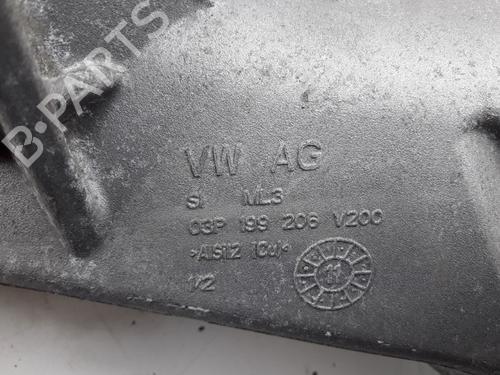 B-PARTS
VW AG
SI ML3
03P 199 206 V200
>AlSi12 (Cu)<
1/2
11